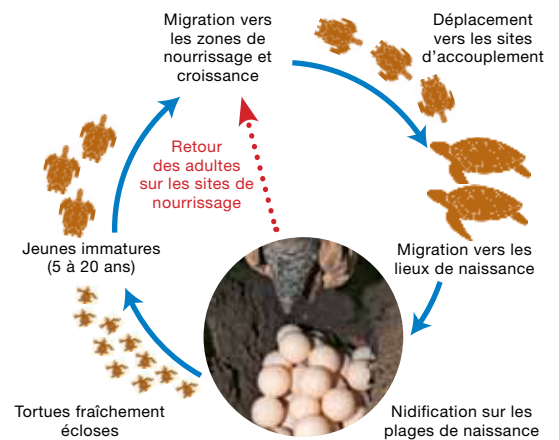 Migration vers
les zones de
nourrissage et
croissance
Déplacement
vers les sites
d'accouplement
Retour
des adultes
sur les sites de
nourrissage
Jeunes immatures
(5 à 20 ans)
Migration vers les
lieux de naissance
Tortues fraîchement
écloses
Nidification sur les
plages de naissance